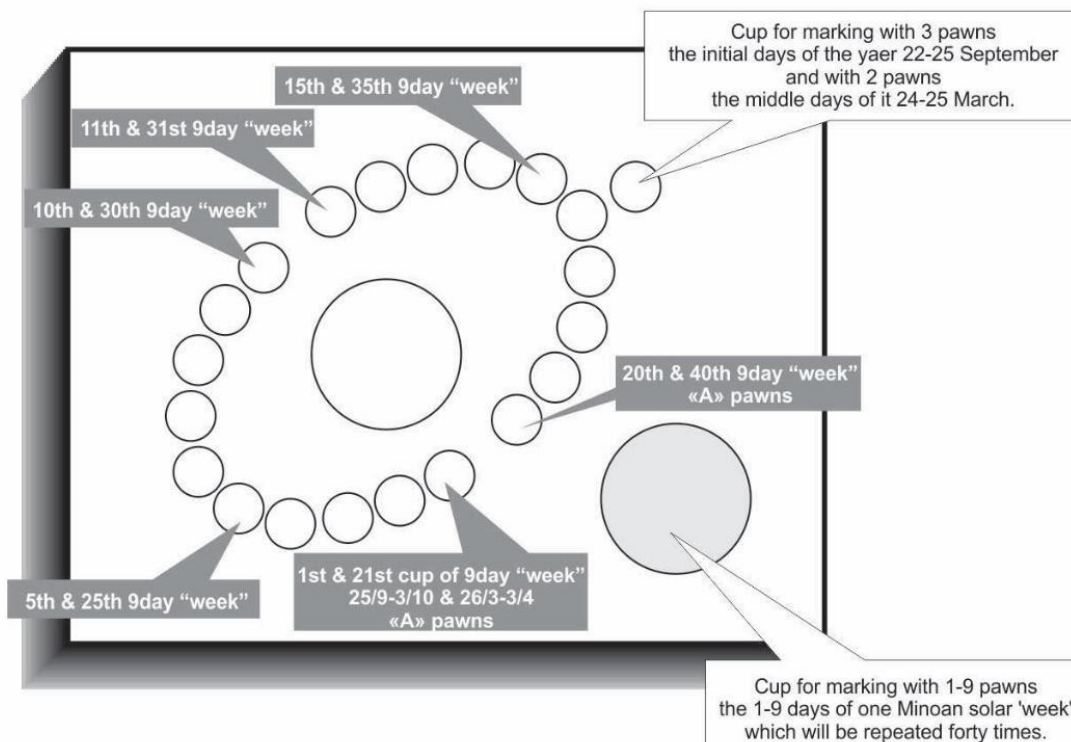 Cup for marking with 3 pawns
the initial days of the yaer 22-25 September
and with 2 pawns
the middle days of it 24-25 March.
15th & 35th 9day “week”
11th & 31st 9day “week”
10th & 30th 9day “week”
20th & 40th 9day “week”
«A» pawns
1st & 21st cup of 9day “week”
25/9-3/10 & 26/3-3/4
«A» pawns
5th & 25th 9day “week”
Cup for marking with 1-9 pawns
the 1-9 days of one Minoan solar 'week'
which will be repeated forty times.